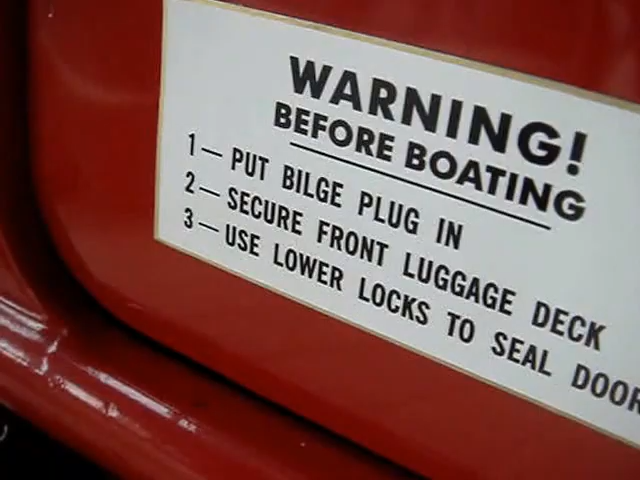 WARNING!
BEFORE BOATING
1— PUT BILGE PLUG IN
2— SECURE FRONT LUGGAGE DECK
3— USE LOWER LOCKS TO SEAL DOOR